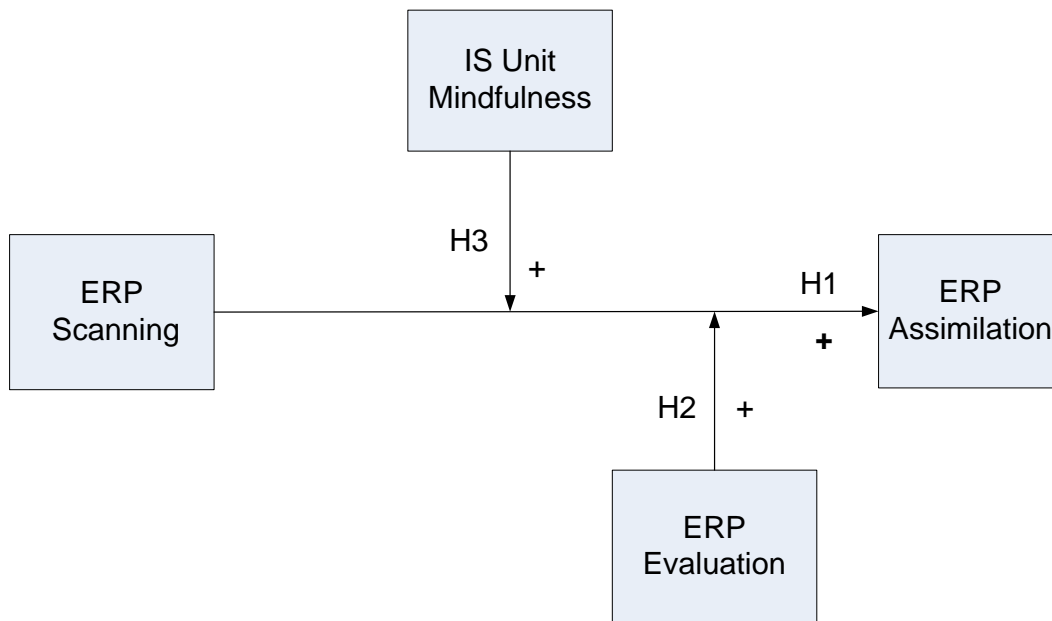 IS Unit
Mindfulness
H3
+
ERP
Scanning
H1
+
ERP
Assimilation
H2
+
ERP
Evaluation